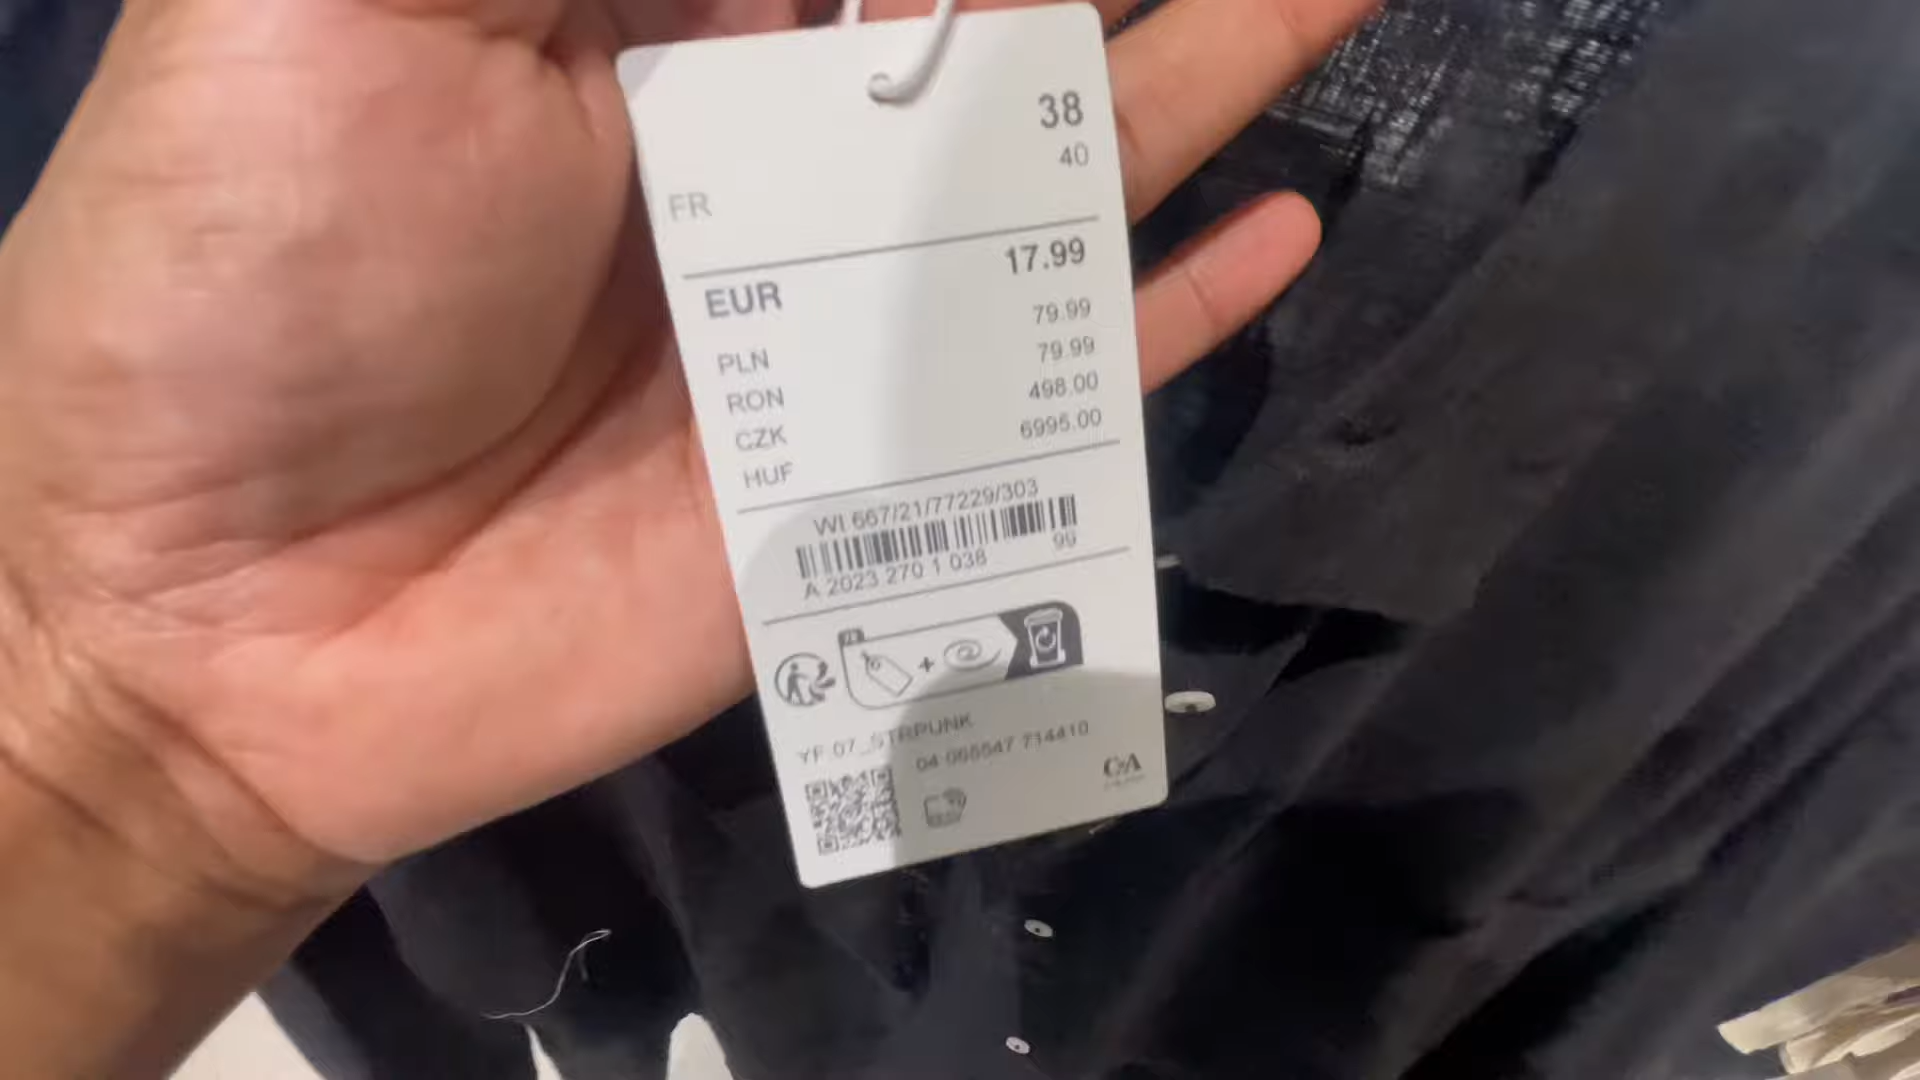 38
FR 40
EUR 17.99
PLN 79.99
RON 79.99
CZK 498.00
HUF 6995.00
WI 667/21/77229/303
A 2023 270 1 038 99
FR
+
YF 07_STRPUNK
04 065547 714410
C&A